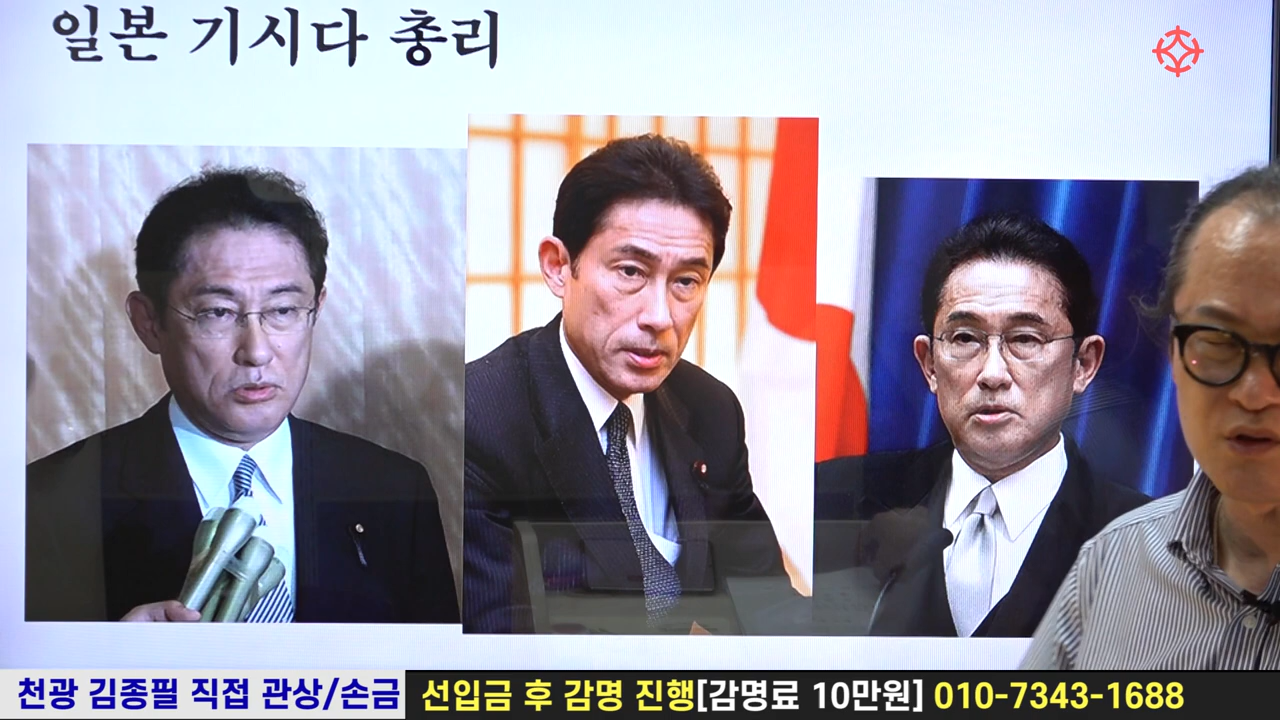 일본 기시다 총리
천광 김종필 직접 관상/손금 선입금 후 감명 진행[감명료 10만원] 010-7343-1688